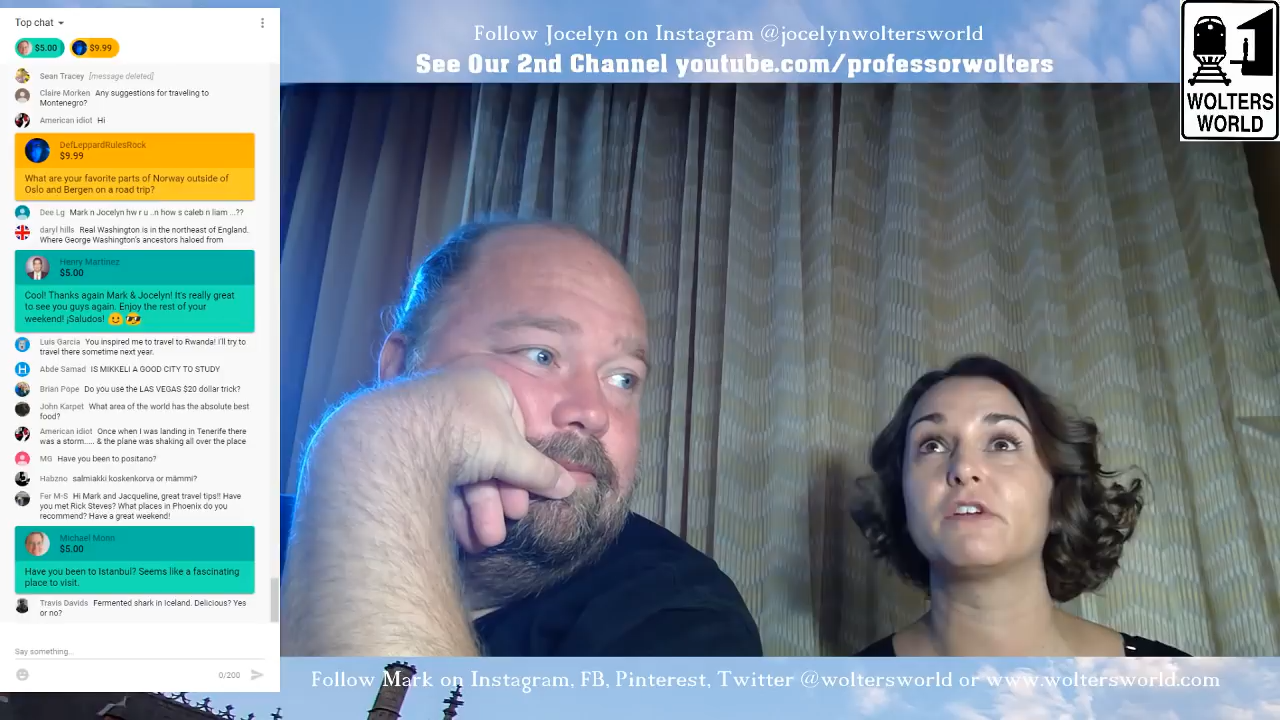 Top chat
$5.00 $9.99
Sean Tracey [message deleted]
Claire Morken Any suggestions for traveling to
Montenegro?
American idiot Hi
DefLeppardRulesRock
$9.99
What are your favorite parts of Norway outside of
Oslo and Bergen on a road trip?
Dee Lg Mark n Jocelyn hw r u ..n how s caleb n liam ...??
daryl hills Real Washington is in the northeast of England.
Where George Washington's ancestors haloed from
Henry Martinez
$5.00
Cool! Thanks again Mark & Jocelyn! It's really great
to see you guys again. Enjoy the rest of your
weekend! ¡Saludos! 😊 😎
Luis Garcia You inspired me to travel to Rwanda! I'll try to
travel there sometime next year.
Abde Samad IS MIKKELI A GOOD CITY TO STUDY
Brian Pope Do you use the LAS VEGAS $20 dollar trick?
John Karpet What area of the world has the absolute best
food?
American idiot Once when I was landing in Tenerife there
was a storm..... & the plane was shaking all over the place
MG Have you been to positano?
Habzno salmiakki koskenkorva or mämmi?
Fer M-S Hi Mark and Jacqueline, great travel tips!! Have
you met Rick Steves? What places in Phoenix do you
recommend? Have a great weekend!
Michael Monn
$5.00
Have you been to Istanbul? Seems like a fascinating
place to visit.
Travis Davids Fermented shark in Iceland. Delicious? Yes
or no?
Say something...
0/200
Follow Jocelyn on Instagram @jocelynwoltersworld
See Our 2nd Channel youtube.com/professorwolters
WOLTERS
WORLD
Follow Mark on Instagram, FB, Pinterest, Twitter @woltersworld or www.woltersworld.com